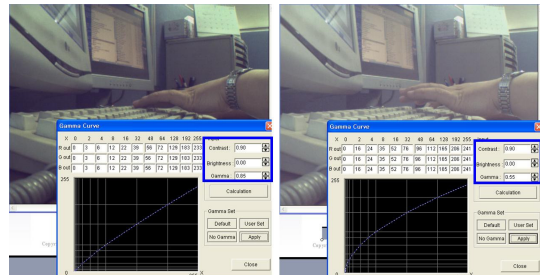 Gamma Curve
X 0 2 4 8 16 32 48 64 128 192 255
R out 0 3 6 12 22 39 56 72 129 183 233
G out 0 3 6 12 22 39 56 72 129 183 233
B out 0 3 6 12 22 39 56 72 129 183 233
Contrast : 0.90
Brightness : 0.00
Gamma : 0.85
Calculation
255
0
X
Gamma Set
Default
User Set
No Gamma
Apply
Close
Gamma Curve
X 0 2 4 8 16 32 48 64 128 192 255
R out 0 16 24 35 52 76 96 112 165 206 241
G out 0 16 24 35 52 76 96 112 165 206 241
B out 0 16 24 35 52 76 96 112 165 206 241
Contrast : 0.90
Brightness : 0.00
Gamma : 0.55
Calculation
255
0
X
Gamma Set
Default
User Set
No Gamma
Apply
Close